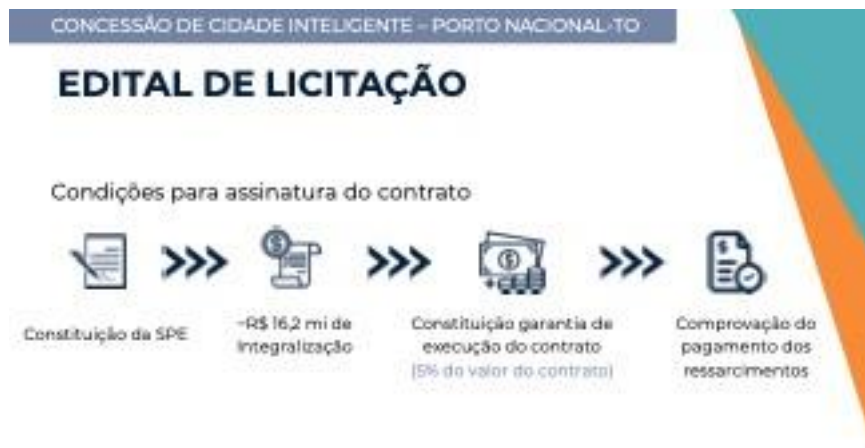 CONCESSÃO DE CIDADE INTELIGENTE – PORTO NACIONAL-TO
EDITAL DE LICITAÇÃO
Condições para assinatura do contrato
Constituição da SPE
~R$ 16,2 mi de
Integralização
Constituição garantia de
execução do contrato
(5% do valor do contrato)
Comprovação do
pagamento dos
ressarcimentos